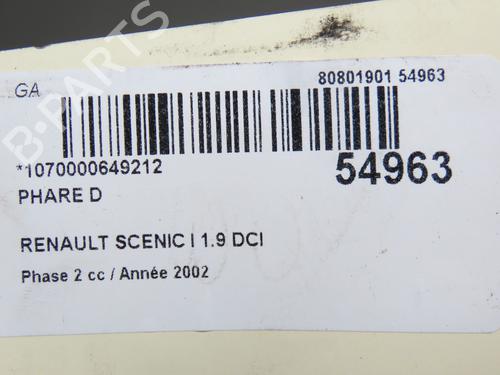 B-PARTS
GA
80801901 54963
*1070000649212
54963
PHARE D
RENAULT SCENIC I 1.9 DCI
Phase 2 cc / Année 2002